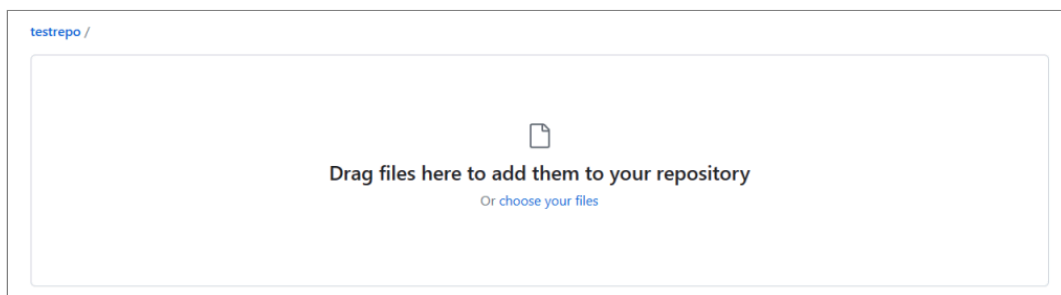 testrepo /
Drag files here to add them to your repository
Or choose your files